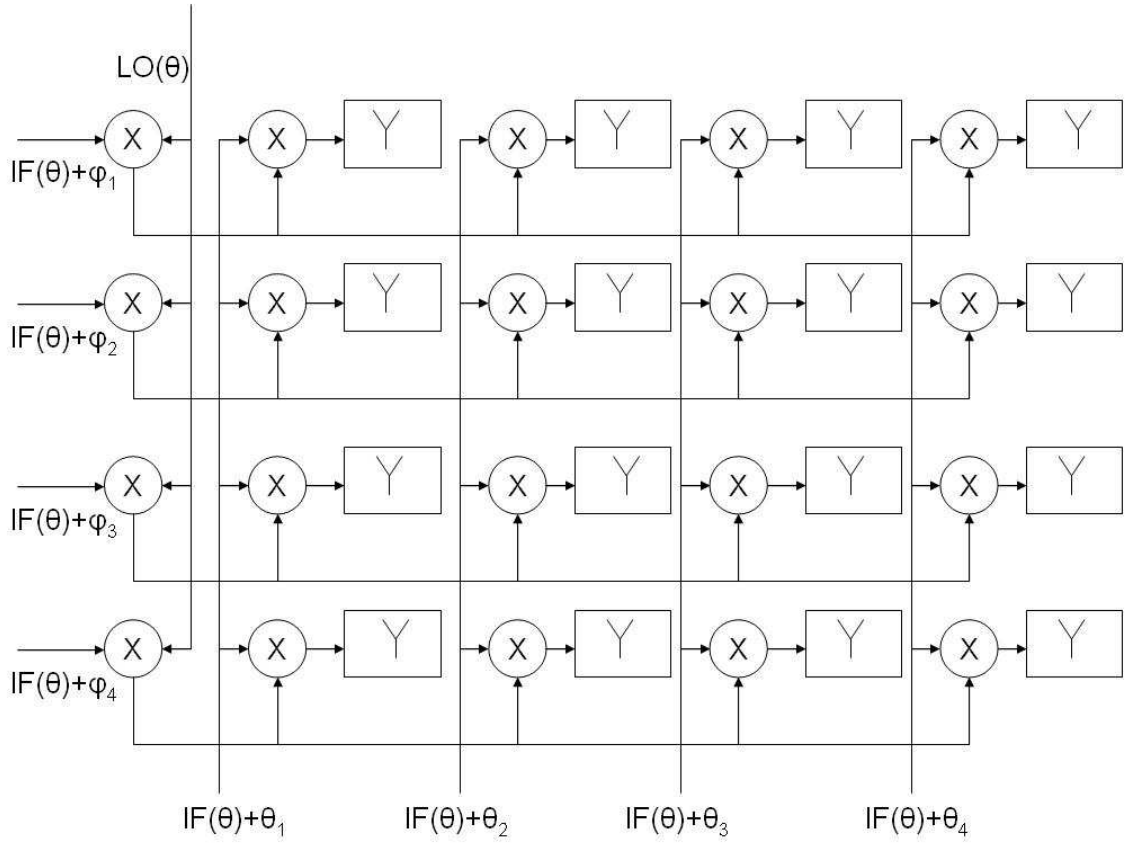 LO(θ)
X X X X X
IF(θ)+φ₁
X X X X X
IF(θ)+φ₂
X X X X X
IF(θ)+φ₃
X X X X X
IF(θ)+φ₄
IF(θ)+θ₁ IF(θ)+θ₂ IF(θ)+θ₃ IF(θ)+θ₄